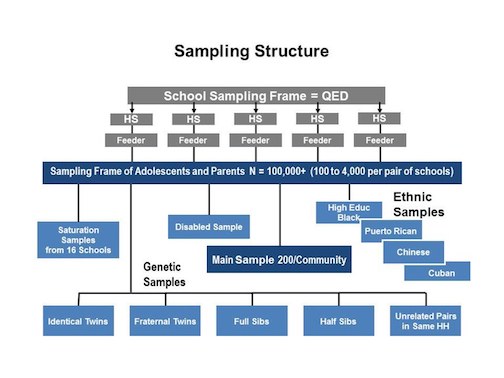 Sampling Structure
School Sampling Frame = QED
HS HS HS HS HS
Feeder Feeder Feeder Feeder Feeder
Sampling Frame of Adolescents and Parents N = 100,000+ (100 to 4,000 per pair of schools)
Ethnic
Samples
High Educ
Black
Puerto Rican
Chinese
Cuban
Saturation
Samples
from 16 Schools
Disabled Sample
Main Sample 200/Community
Genetic
Samples
Identical Twins
Fraternal Twins
Full Sibs
Half Sibs
Unrelated Pairs
in Same HH